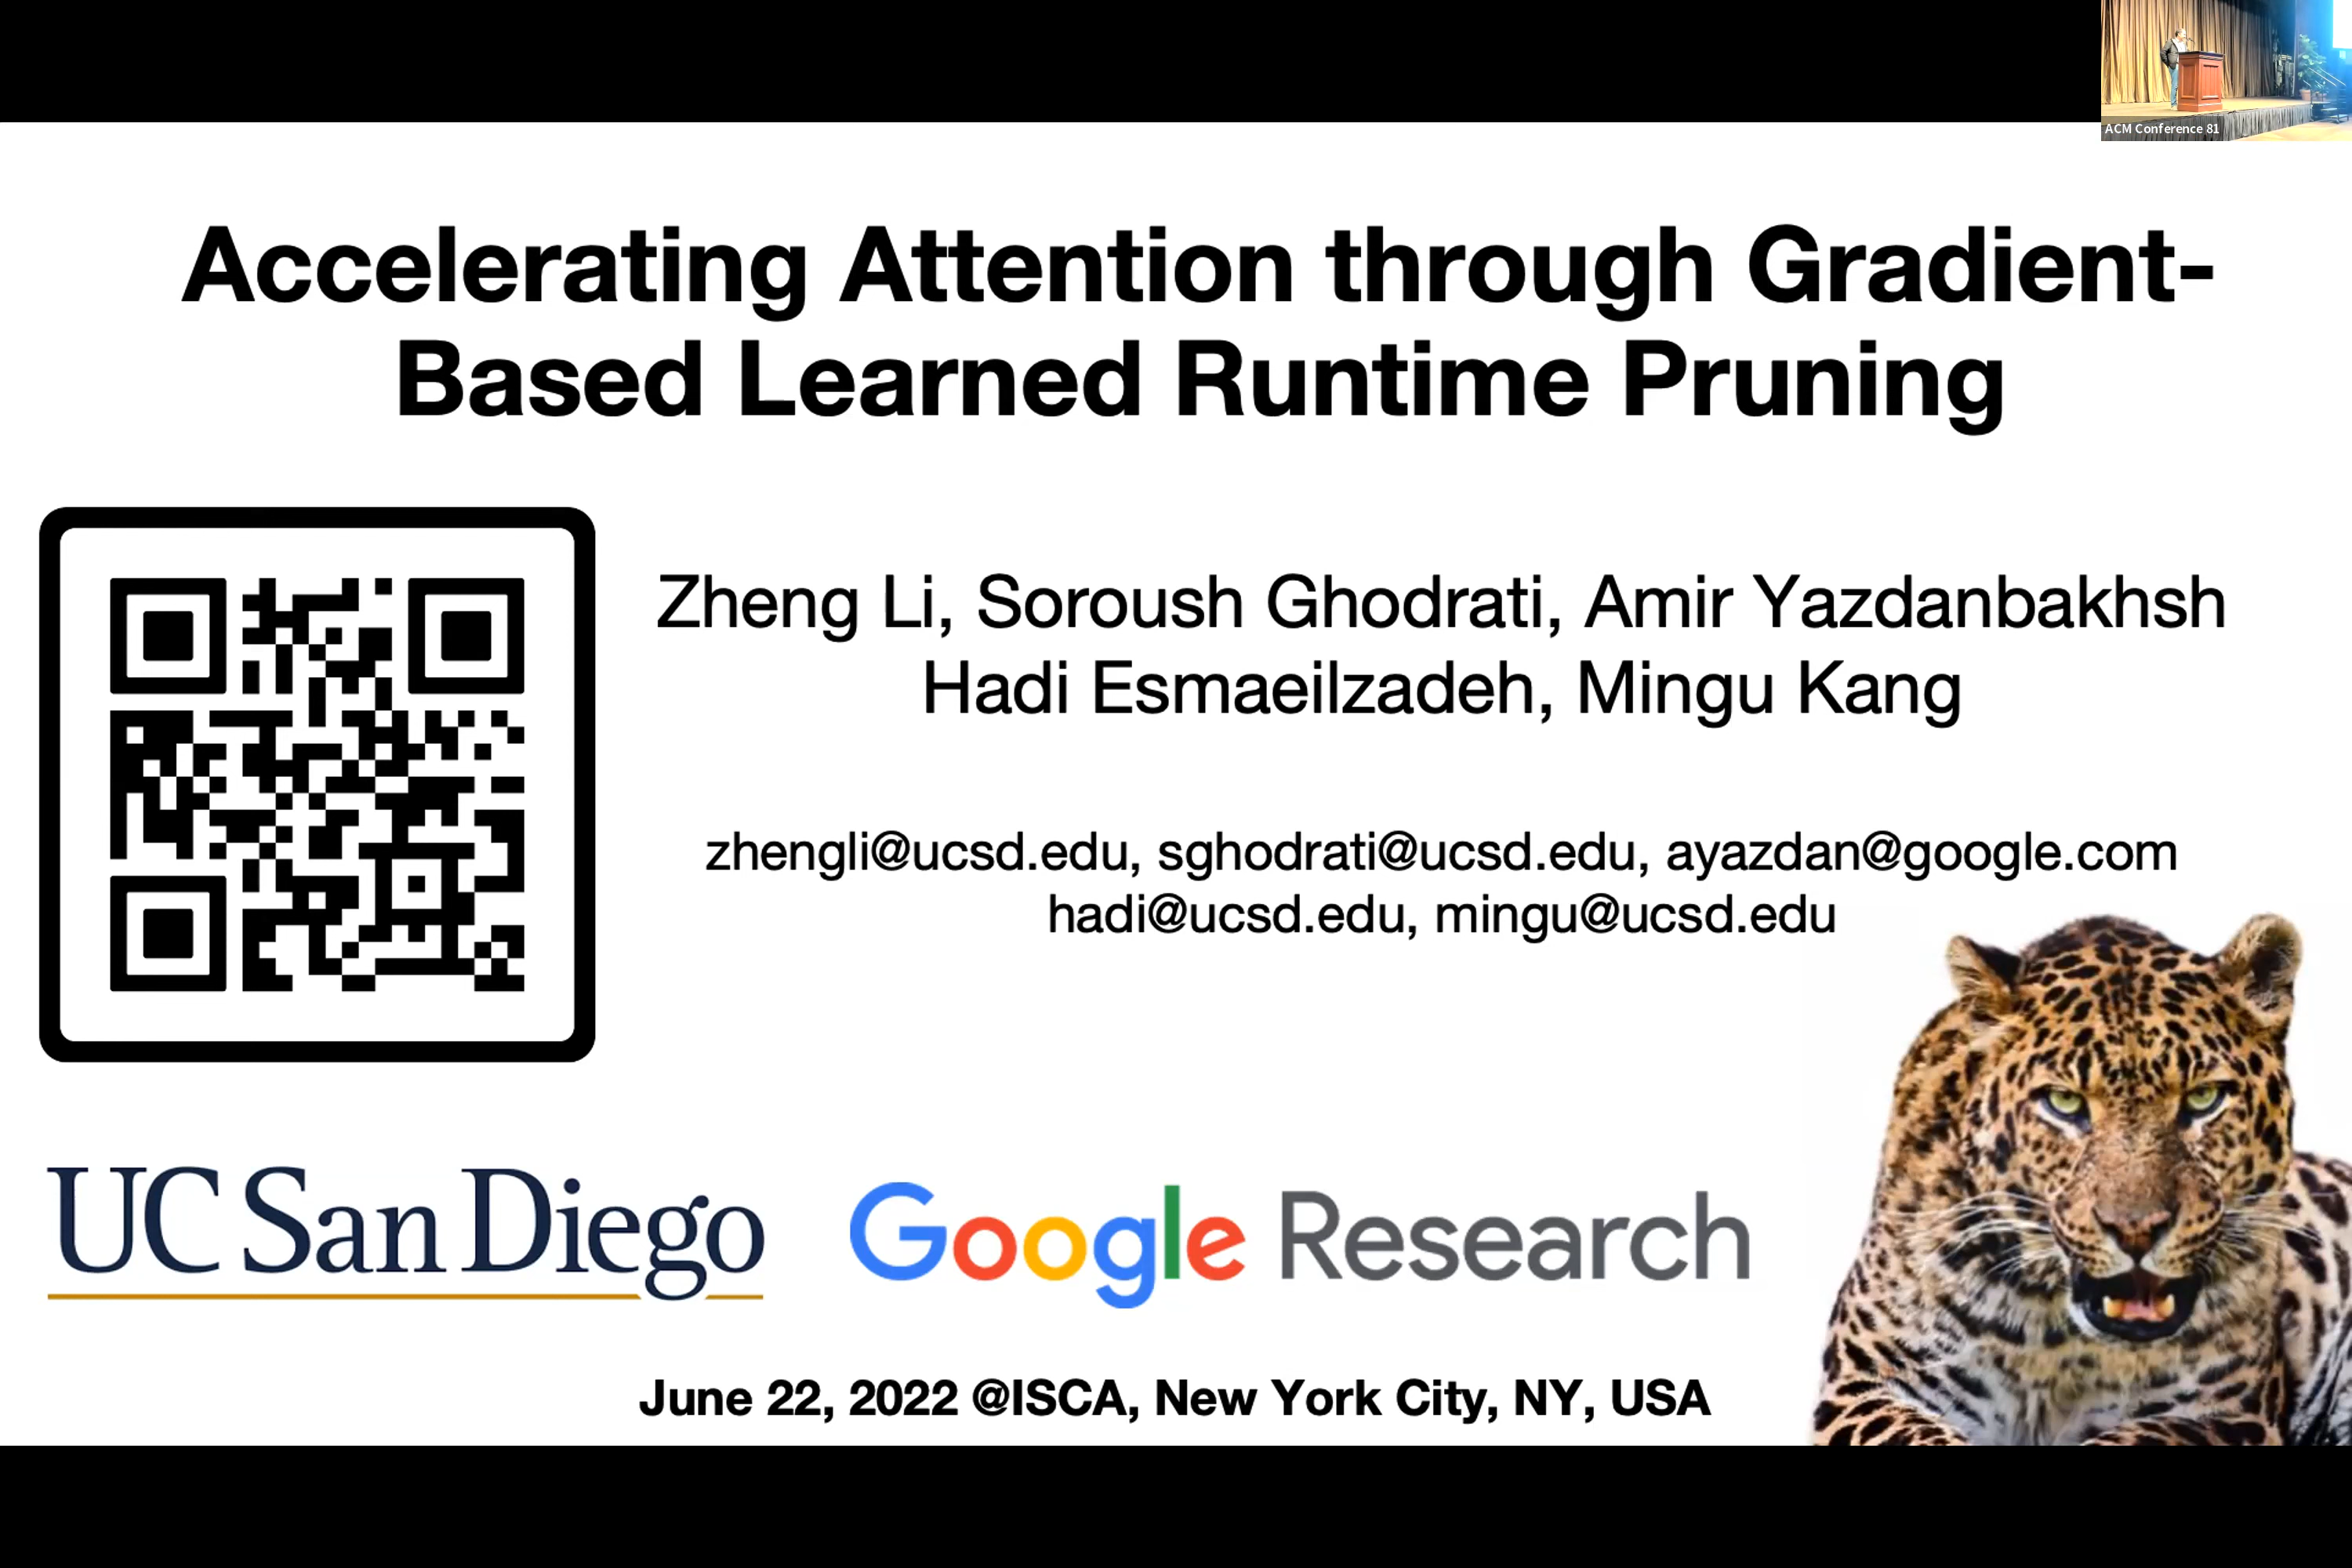 ACM Conference 81
Accelerating Attention through Gradient-
Based Learned Runtime Pruning
Zheng Li, Soroush Ghodrati, Amir Yazdanbakhsh
Hadi Esmaeilzadeh, Mingu Kang
zhengli@ucsd.edu, sghodrati@ucsd.edu, ayazdan@google.com
hadi@ucsd.edu, mingu@ucsd.edu
UC San Diego
Google Research
June 22, 2022 @ISCA, New York City, NY, USA